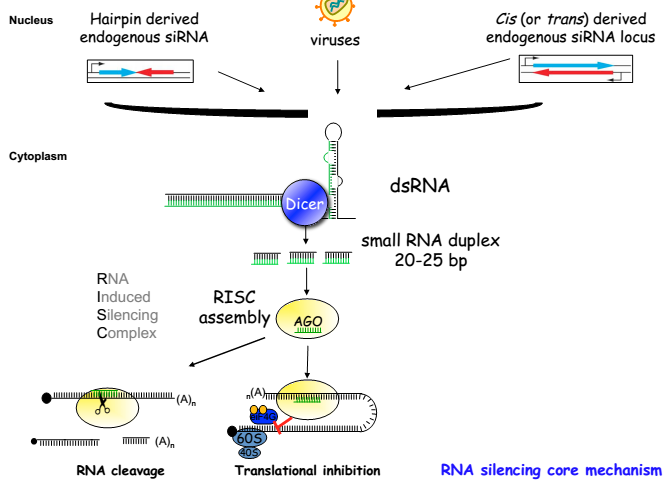 Nucleus
Hairpin derived
endogenous siRNA
viruses
Cis (or trans) derived
endogenous siRNA locus
Cytoplasm
dsRNA
Dicer
small RNA duplex
20-25 bp
RNA
Induced
Silencing
Complex
RISC
assembly
AGO
(A)n
n(A)
eIF4G
60S
40S
(A)n
RNA cleavage
Translational inhibition
RNA silencing core mechanism